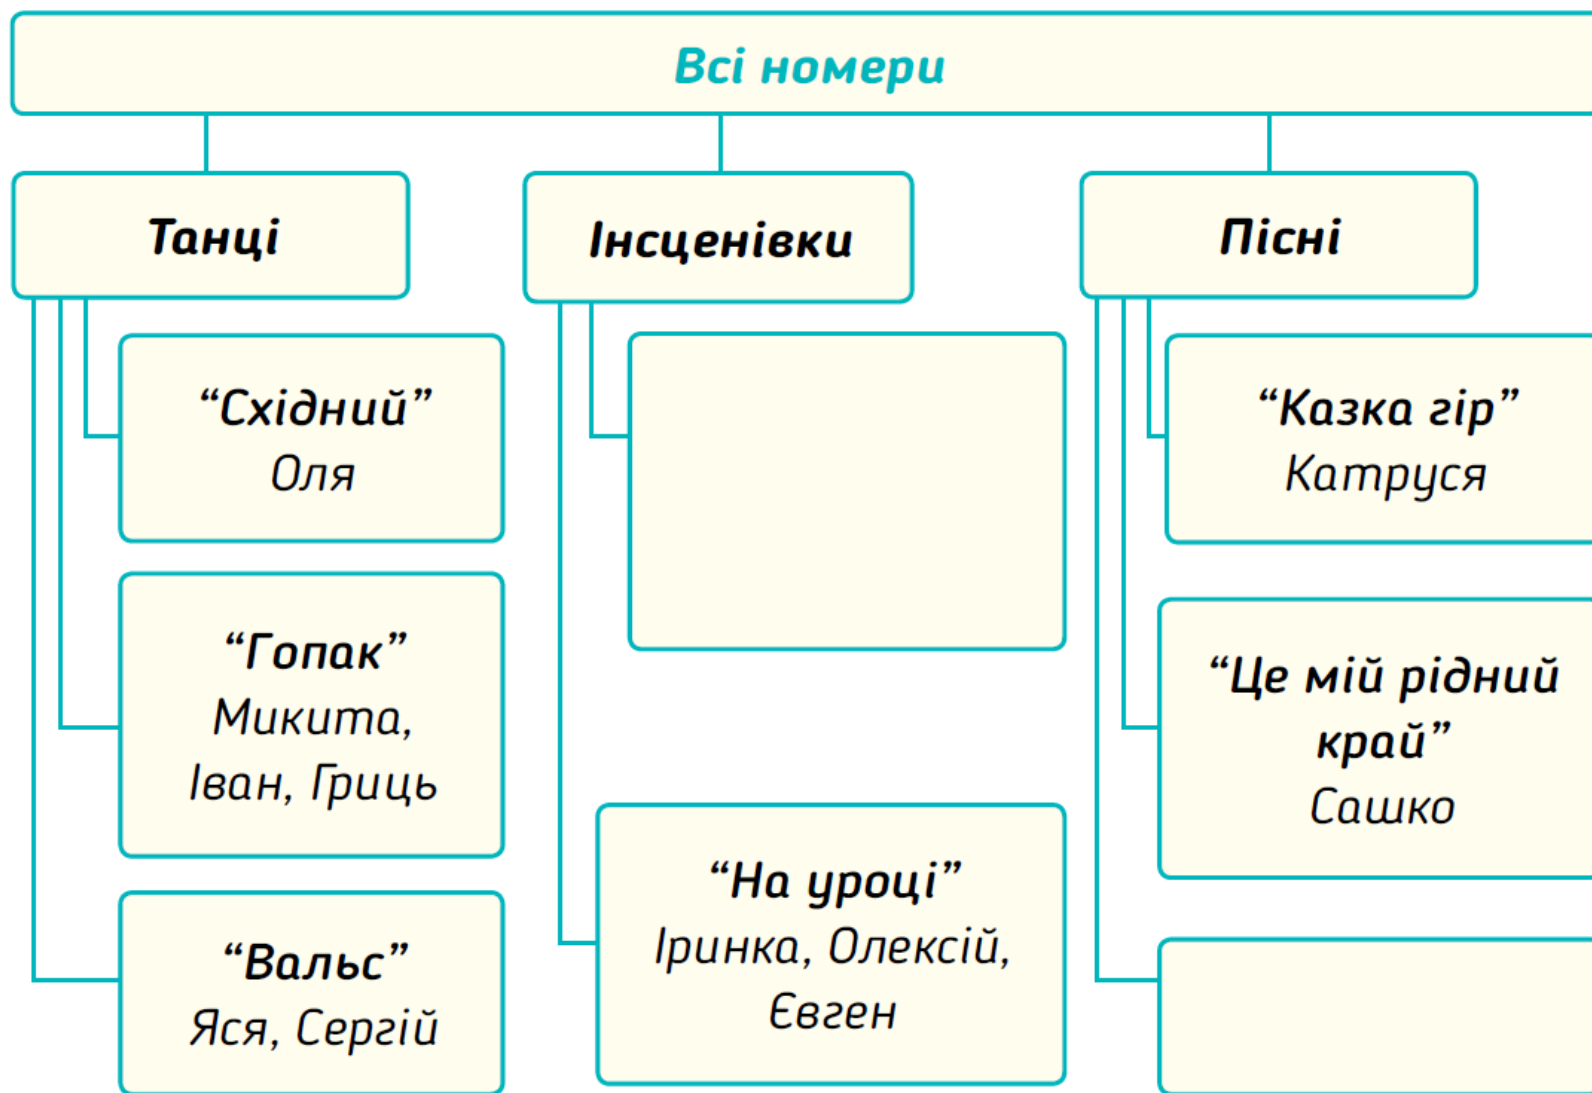 Всі номери
Танці
"Східний"
Оля
"Гопак"
Микита,
Іван, Гриць
"Вальс"
Яся, Сергій
Інсценівки
"На уроці"
Іринка, Олексій,
Євген
Пісні
"Казка гір"
Катруся
"Це мій рідний
край"
Сашко